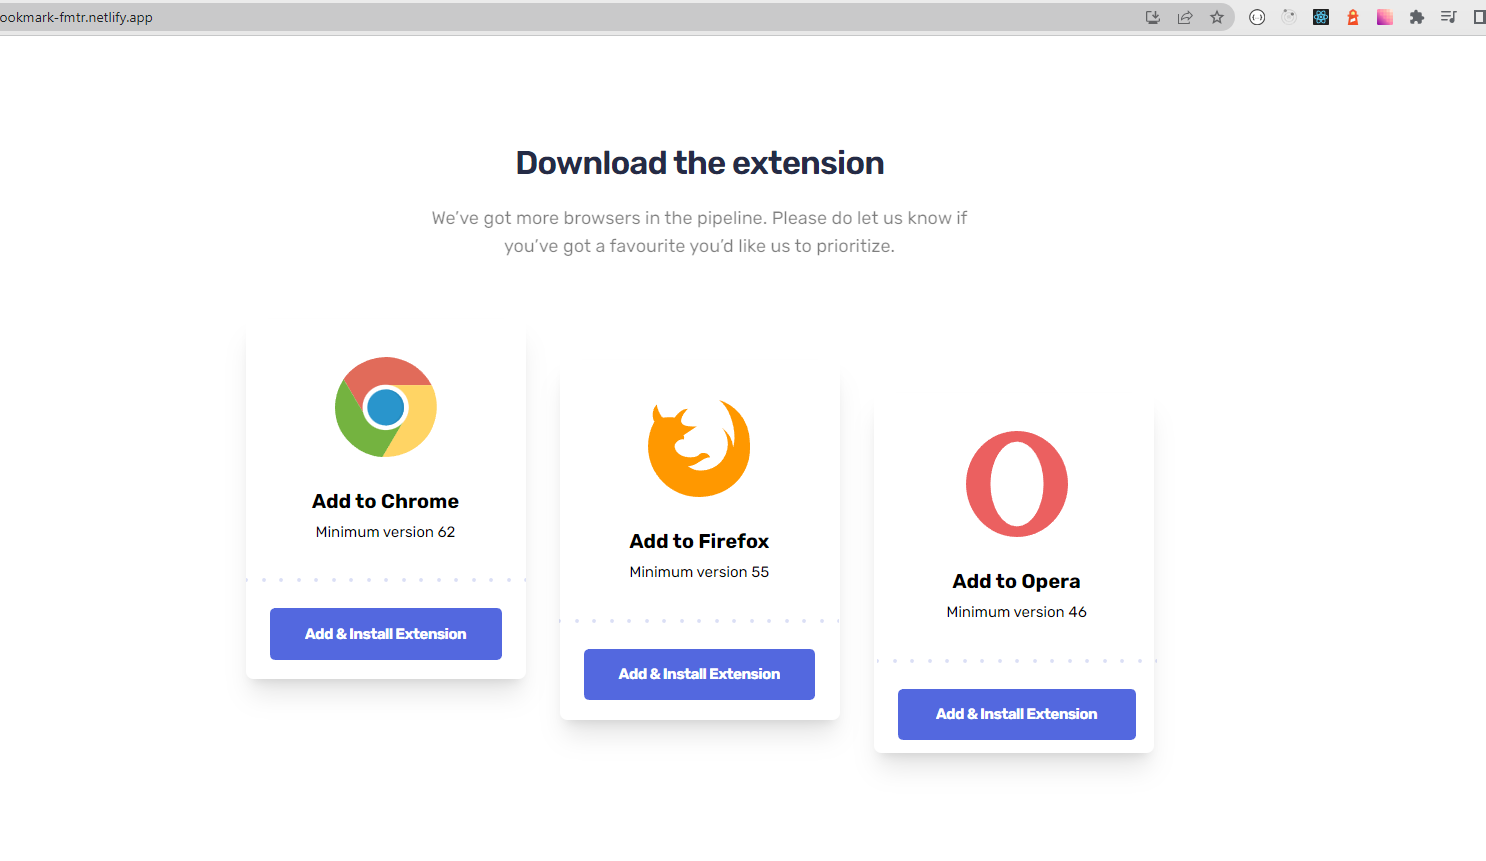 ookmark-fmtr.netlify.app
Download the extension
We’ve got more browsers in the pipeline. Please do let us know if
you’ve got a favourite you’d like us to prioritize.
Add to Chrome
Minimum version 62
Add & Install Extension
Add to Firefox
Minimum version 55
Add & Install Extension
Add to Opera
Minimum version 46
Add & Install Extension